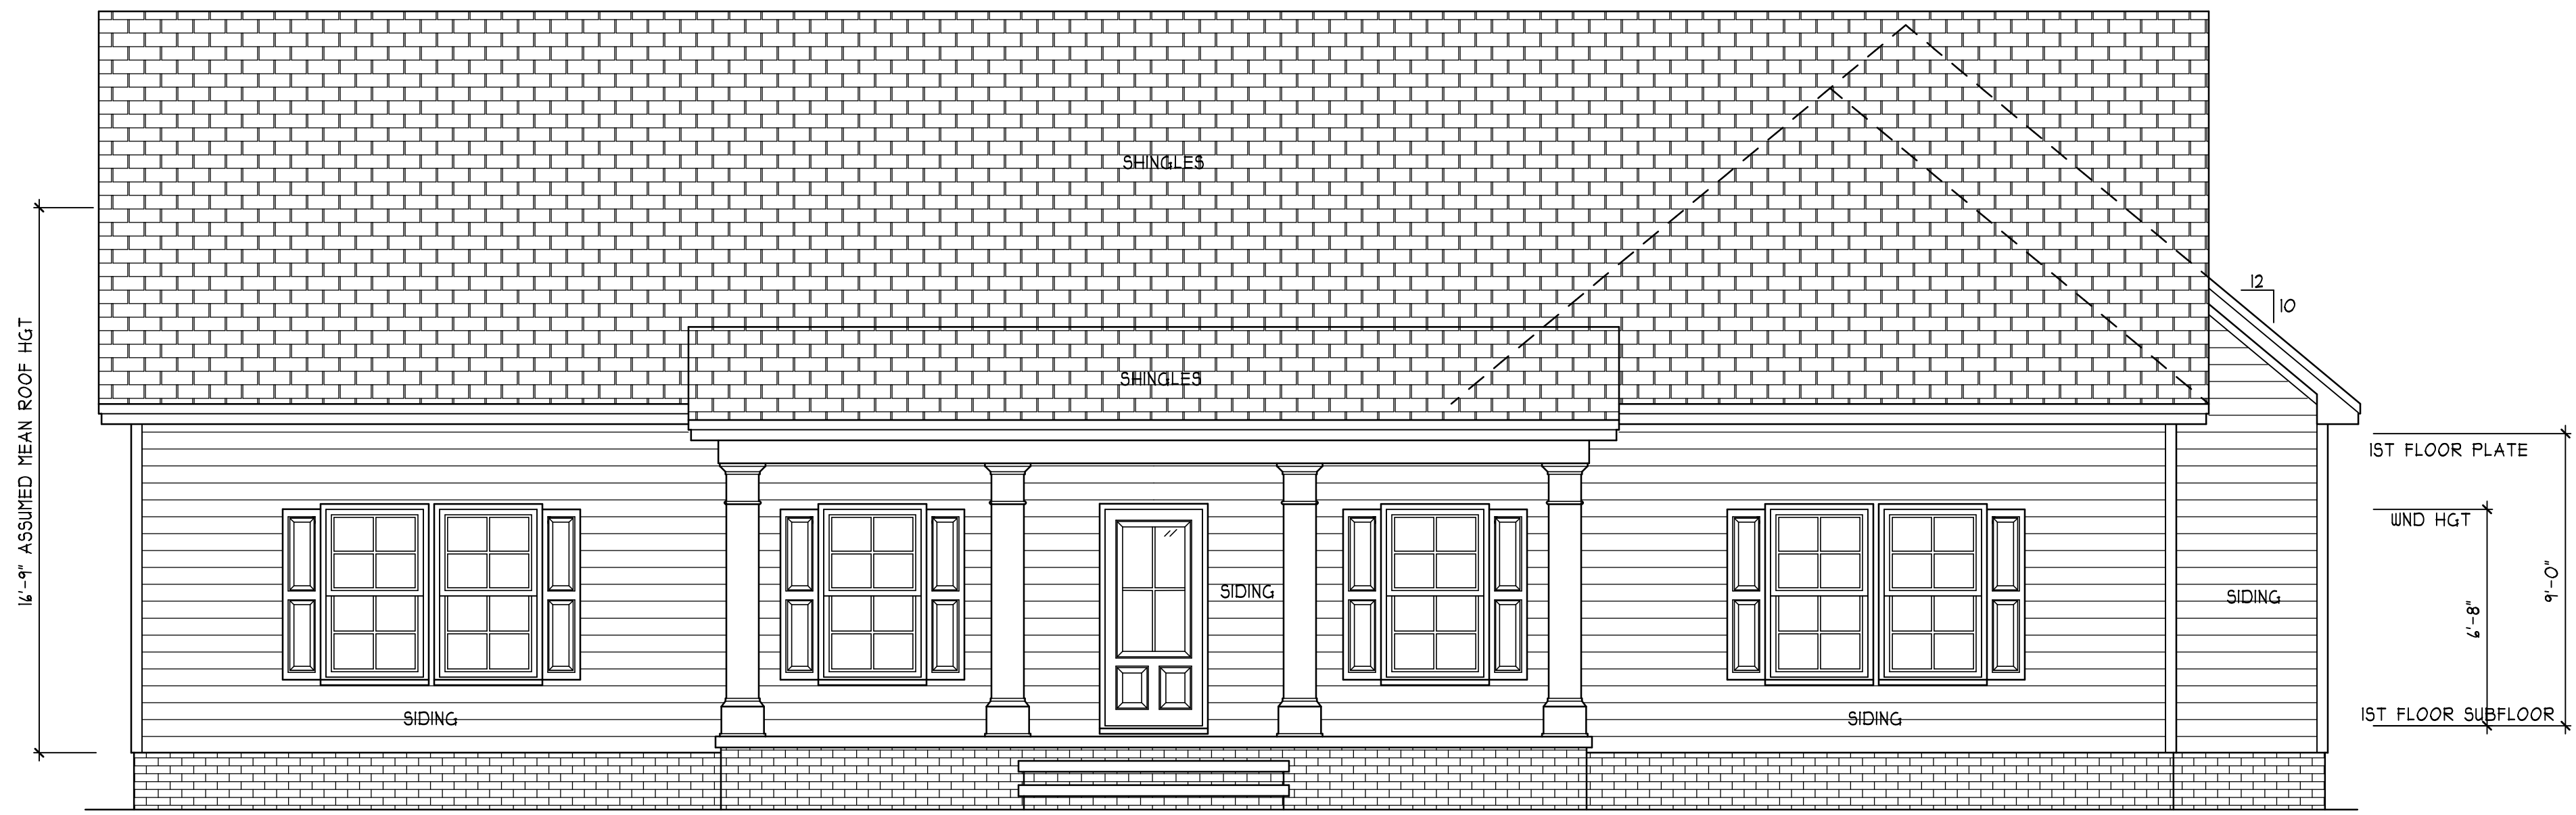 SHINGLES
12
10
16'-9" ASSUMED MEAN ROOF HGT
SHINGLES
1ST FLOOR PLATE
WND HGT
9'-0"
SIDING
SIDING
6'-8"
SIDING
SIDING
1ST FLOOR SUBFLOOR